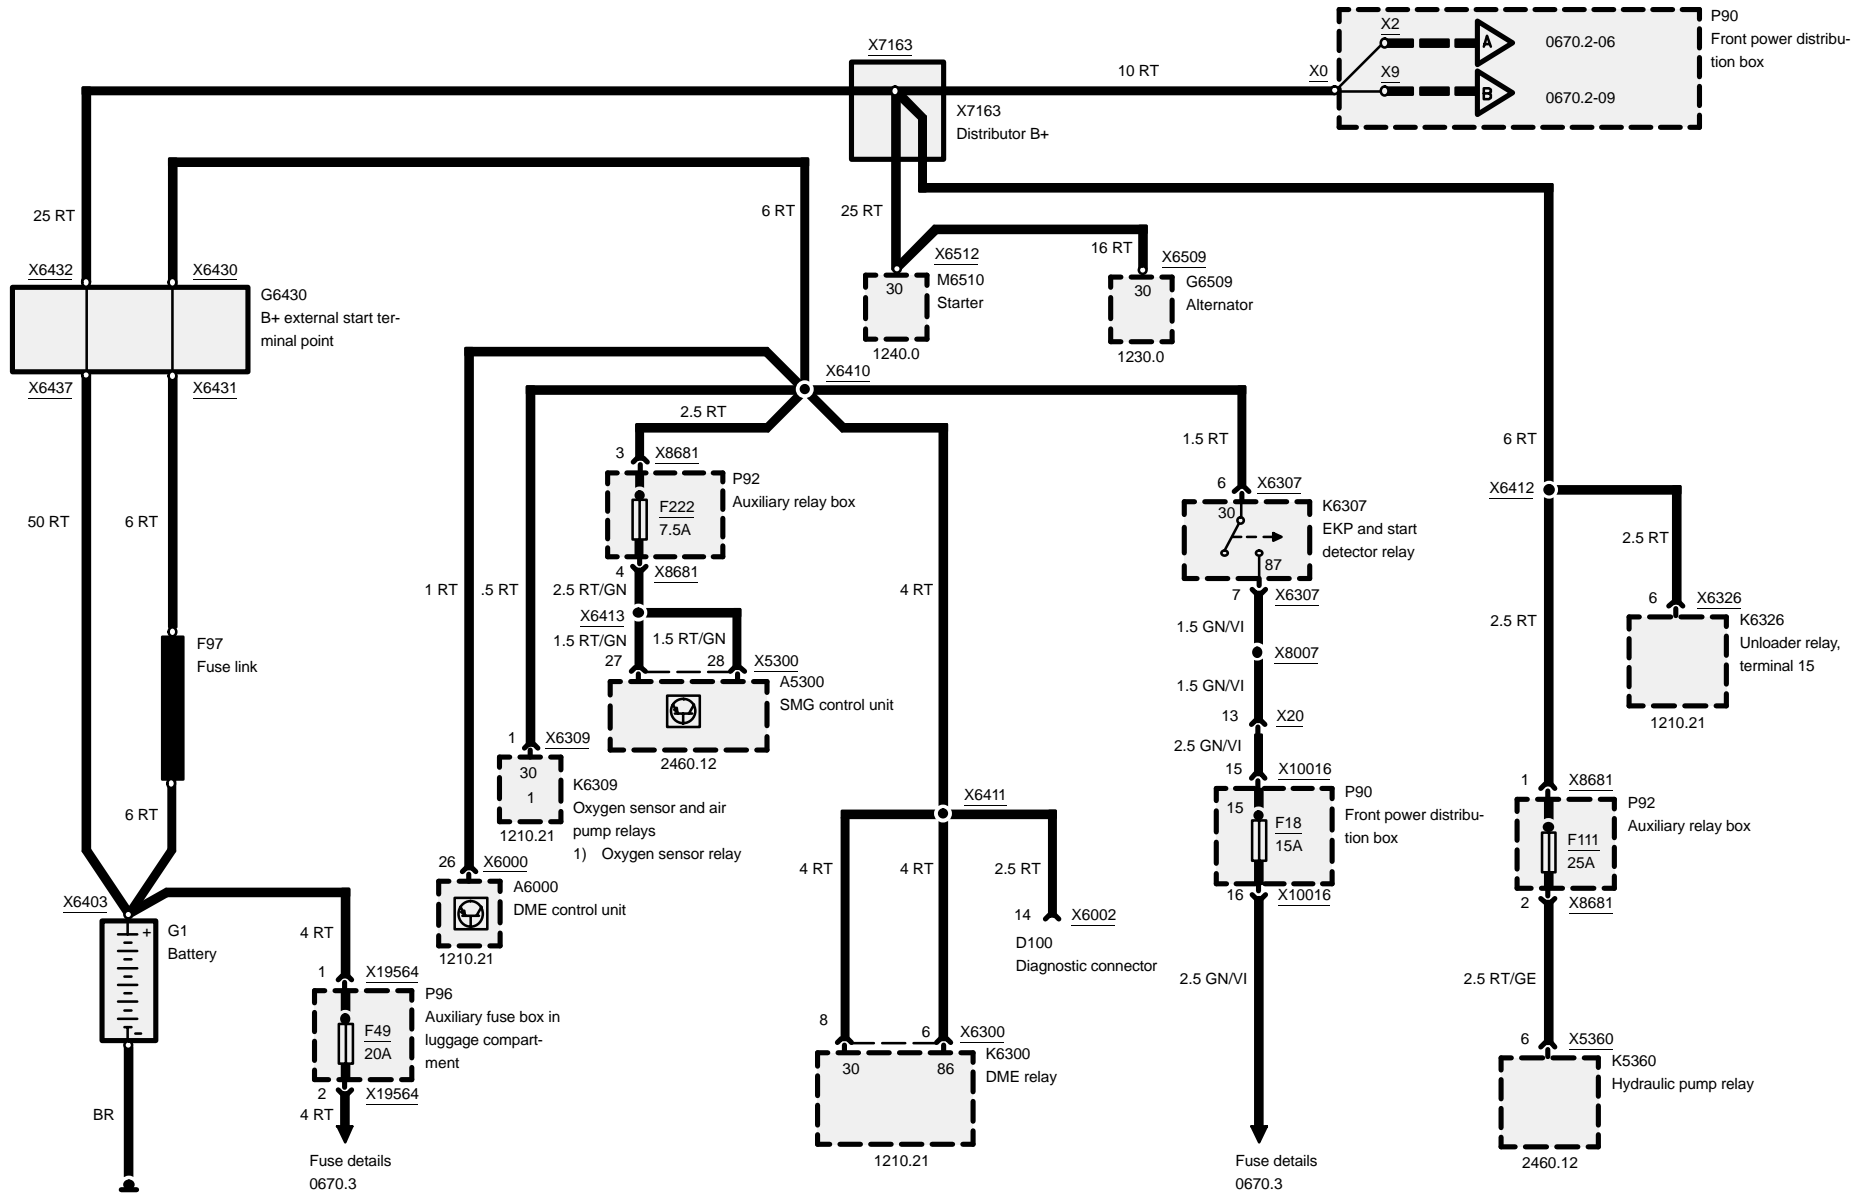 X7163
X2
P90
Front power distribu-
tion box
A
0670.2-06
10 RT
X0
X9
B
0670.2-09
X7163
Distributor B+
25 RT
6 RT
25 RT
X6432
X6430
G6430
B+ external start ter-
minal point
X6437
X6431
X6512
16 RT
X6509
30
M6510
Starter
1240.0
30
G6509
Alternator
1230.0
X6410
2.5 RT
1.5 RT
6 RT
3
X8681
P92
Auxiliary relay box
F222
7.5A
4
X8681
2.5 RT/GN
X6413
1.5 RT/GN
1.5 RT/GN
27
28
X5300
A5300
SMG control unit
2460.12
50 RT
6 RT
1 RT
.5 RT
4 RT
F97
Fuse link
6 RT
6
X6307
30
K6307
EKP and start
detector relay
87
7
X6307
1.5 GN/VI
X8007
1.5 GN/VI
13
X20
2.5 GN/VI
15
X10016
15
P90
Front power distribu-
tion box
F18
15A
16
X10016
2.5 GN/VI
Fuse details
0670.3
X6412
2.5 RT
2.5 RT
6
X6326
K6326
Unloader relay,
terminal 15
1210.21
1
X8681
P92
Auxiliary relay box
F111
25A
2
X8681
2.5 RT/GE
6
X5360
K5360
Hydraulic pump relay
2460.12
1
X6309
30
1
K6309
Oxygen sensor and air
pump relays
1) Oxygen sensor relay
1210.21
26
X6000
A6000
DME control unit
1210.21
X6411
4 RT
4 RT
2.5 RT
14
X6002
D100
Diagnostic connector
8
6
X6300
30
86
K6300
DME relay
1210.21
X6403
+
-
G1
Battery
BR
4 RT
1
X19564
P96
Auxiliary fuse box in
luggage compart-
ment
F49
20A
2
X19564
4 RT
Fuse details
0670.3